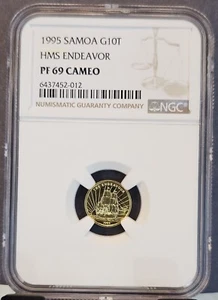 1995 SAMOA G10T
HMS ENDEAVOR
PF 69 CAMEO
6437452-012
NUMISMATIC GUARANTY COMPANY
NGC